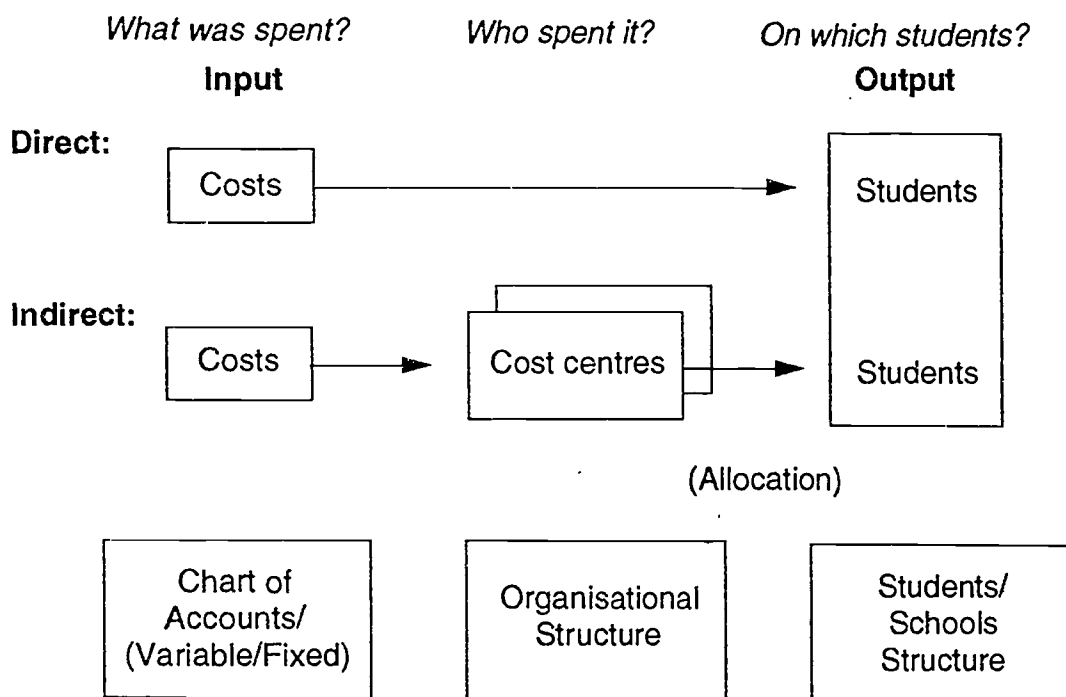 What was spent? Who spent it? On which students?
Input Output
Direct:
Costs Students
Indirect:
Costs Cost centres Students
(Allocation)
Chart of
Accounts/
(Variable/Fixed)
Organisational
Structure
Students/
Schools
Structure